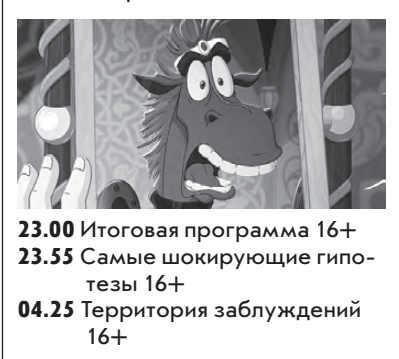 23.00 Итоговая программа 16+
23.55 Самые шокирующие гипо-
тезы 16+
04.25 Территория заблуждений
16+